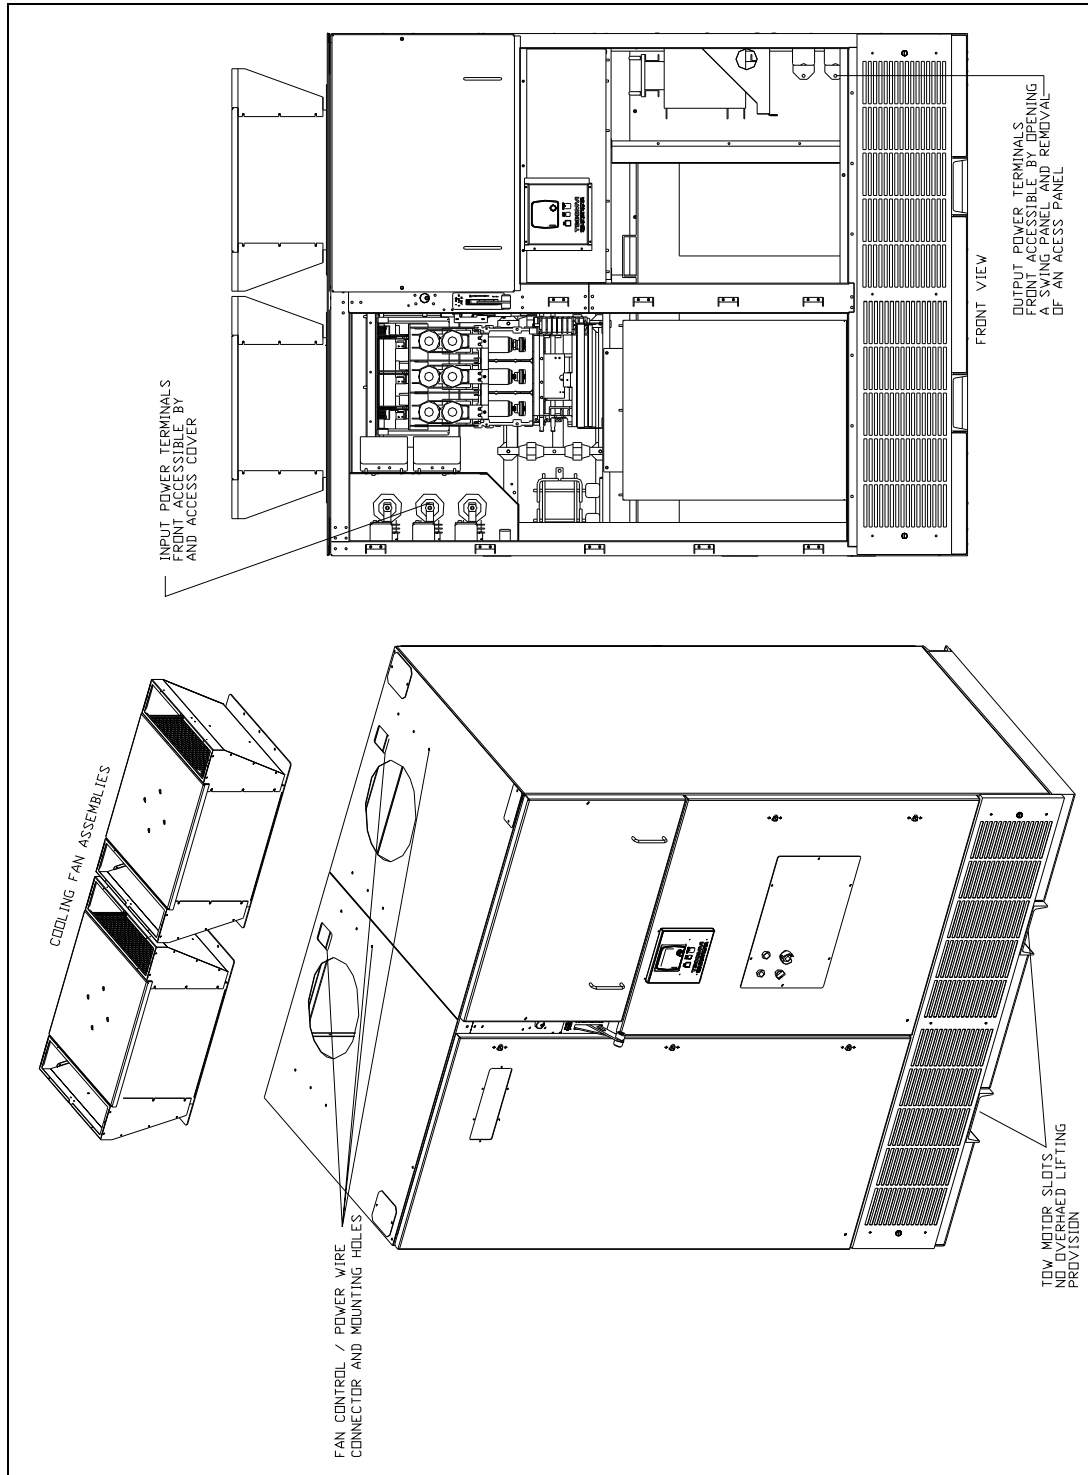 INPUT POWER TERMINALS
FRONT ACCESSIBLE BY
AND ACCESS COVER
OUTPUT POWER TERMINALS
FRONT ACCESSIBLE BY OPENING
A SWING PANEL AND REMOVAL
OF AN ACESS PANEL
FRONT VIEW
COOLING FAN ASSEMBLIES
FAN CONTROL / POWER WIRE
CONNECTOR AND MOUNTING HOLES
TOW MOTOR SLOTS
NO OVERHAED LIFTING
PROVISION